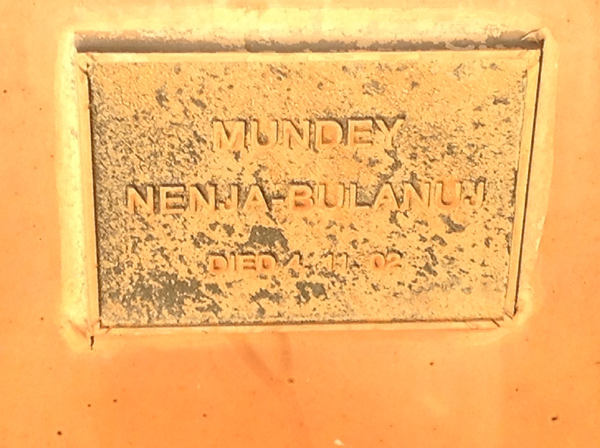 MUNDEY
NENJA-BULANUJ
DIED 4 11 02